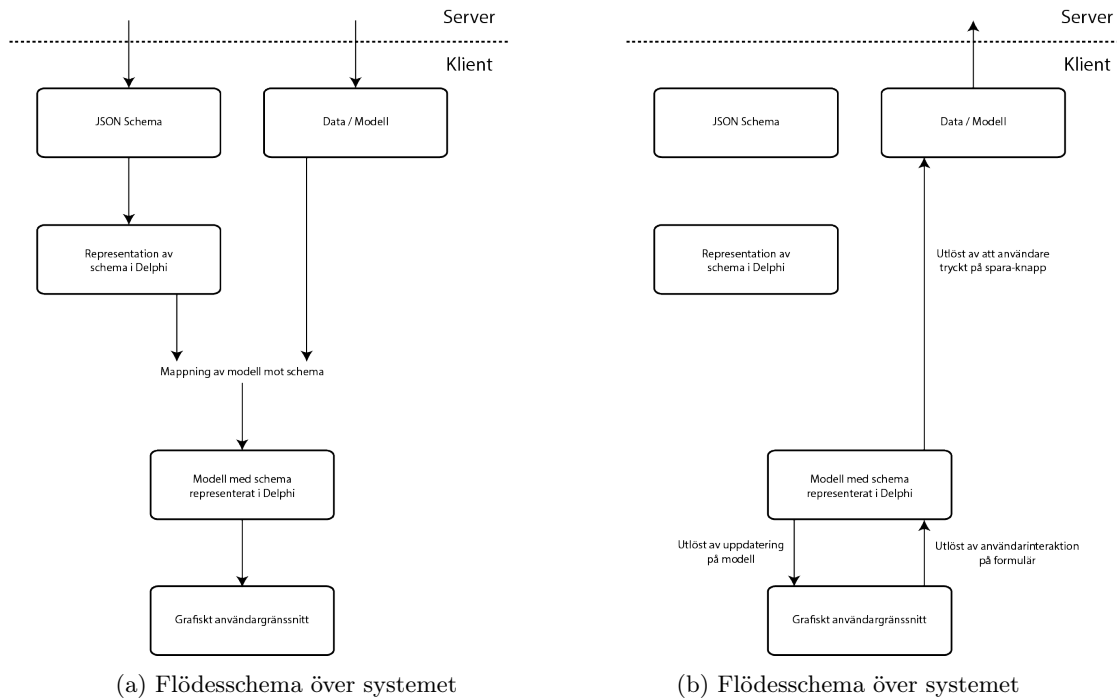 Server
Klient
JSON Schema
Data / Modell
Representation av
schema i Delphi
Mappning av modell mot schema
Modell med schema
representerat i Delphi
Grafiskt användargränssnitt
(a) Flödesschema över systemet
Server
Klient
JSON Schema
Data / Modell
Representation av
schema i Delphi
Utlöst av att användare
tryckt på spara-knapp
Modell med schema
representerat i Delphi
Utlöst av uppdatering
på modell
Utlöst av användarinteraktion
på formulär
Grafiskt användargränssnitt
(b) Flödesschema över systemet